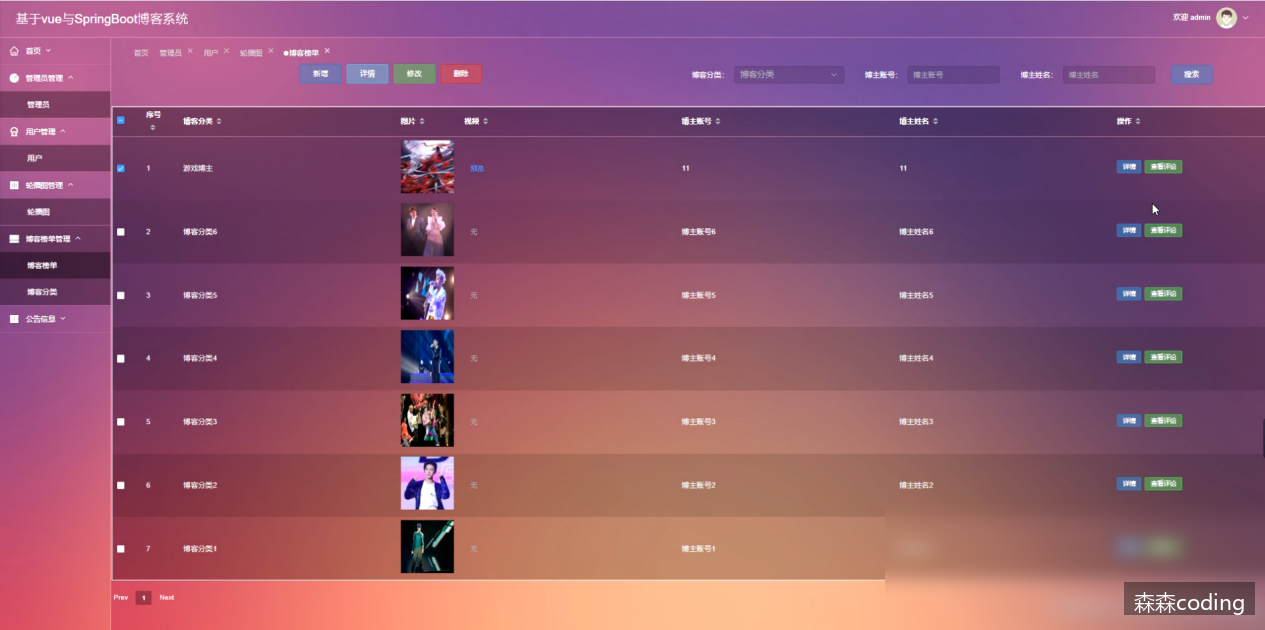 基于vue与SpringBoot博客系统
欢迎 admin
首页
管理员管理
管理员
用户管理
用户
轮播图管理
轮播图
博客榜单管理
博客榜单
博客分类
公告信息
首页 管理员 × 用户 × 轮播图 × ●博客榜单 ×
新增 详情 修改 删除
博客分类: 博客分类 博主账号: 博主账号 博主姓名: 博主姓名 搜索
序号 博客分类 图片 视频 博主账号 博主姓名 操作
1 游戏博主 预览 11 11 详情 查看评论
2 博客分类6 无 博主账号6 博主姓名6 详情 查看评论
3 博客分类5 无 博主账号5 博主姓名5 详情 查看评论
4 博客分类4 无 博主账号4 博主姓名4 详情 查看评论
5 博客分类3 无 博主账号3 博主姓名3 详情 查看评论
6 博客分类2 无 博主账号2 博主姓名2 详情 查看评论
7 博客分类1 无 博主账号1
Prev 1 Next
森森coding